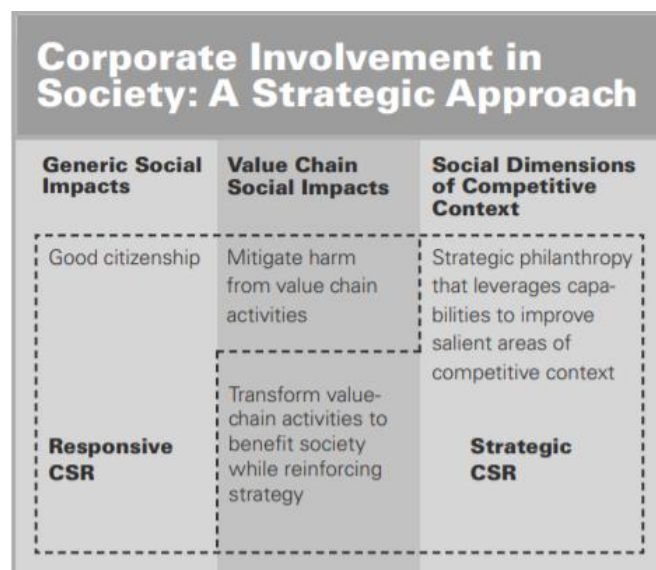 Corporate Involvement in
Society: A Strategic Approach
Generic Social
Impacts
Value Chain
Social Impacts
Social Dimensions
of Competitive
Context
Good citizenship
Responsive
CSR
Mitigate harm
from value chain
activities
Transform value-
chain activities to
benefit society
while reinforcing
strategy
Strategic philanthropy
that leverages capa-
bilities to improve
salient areas of
competitive context
Strategic
CSR